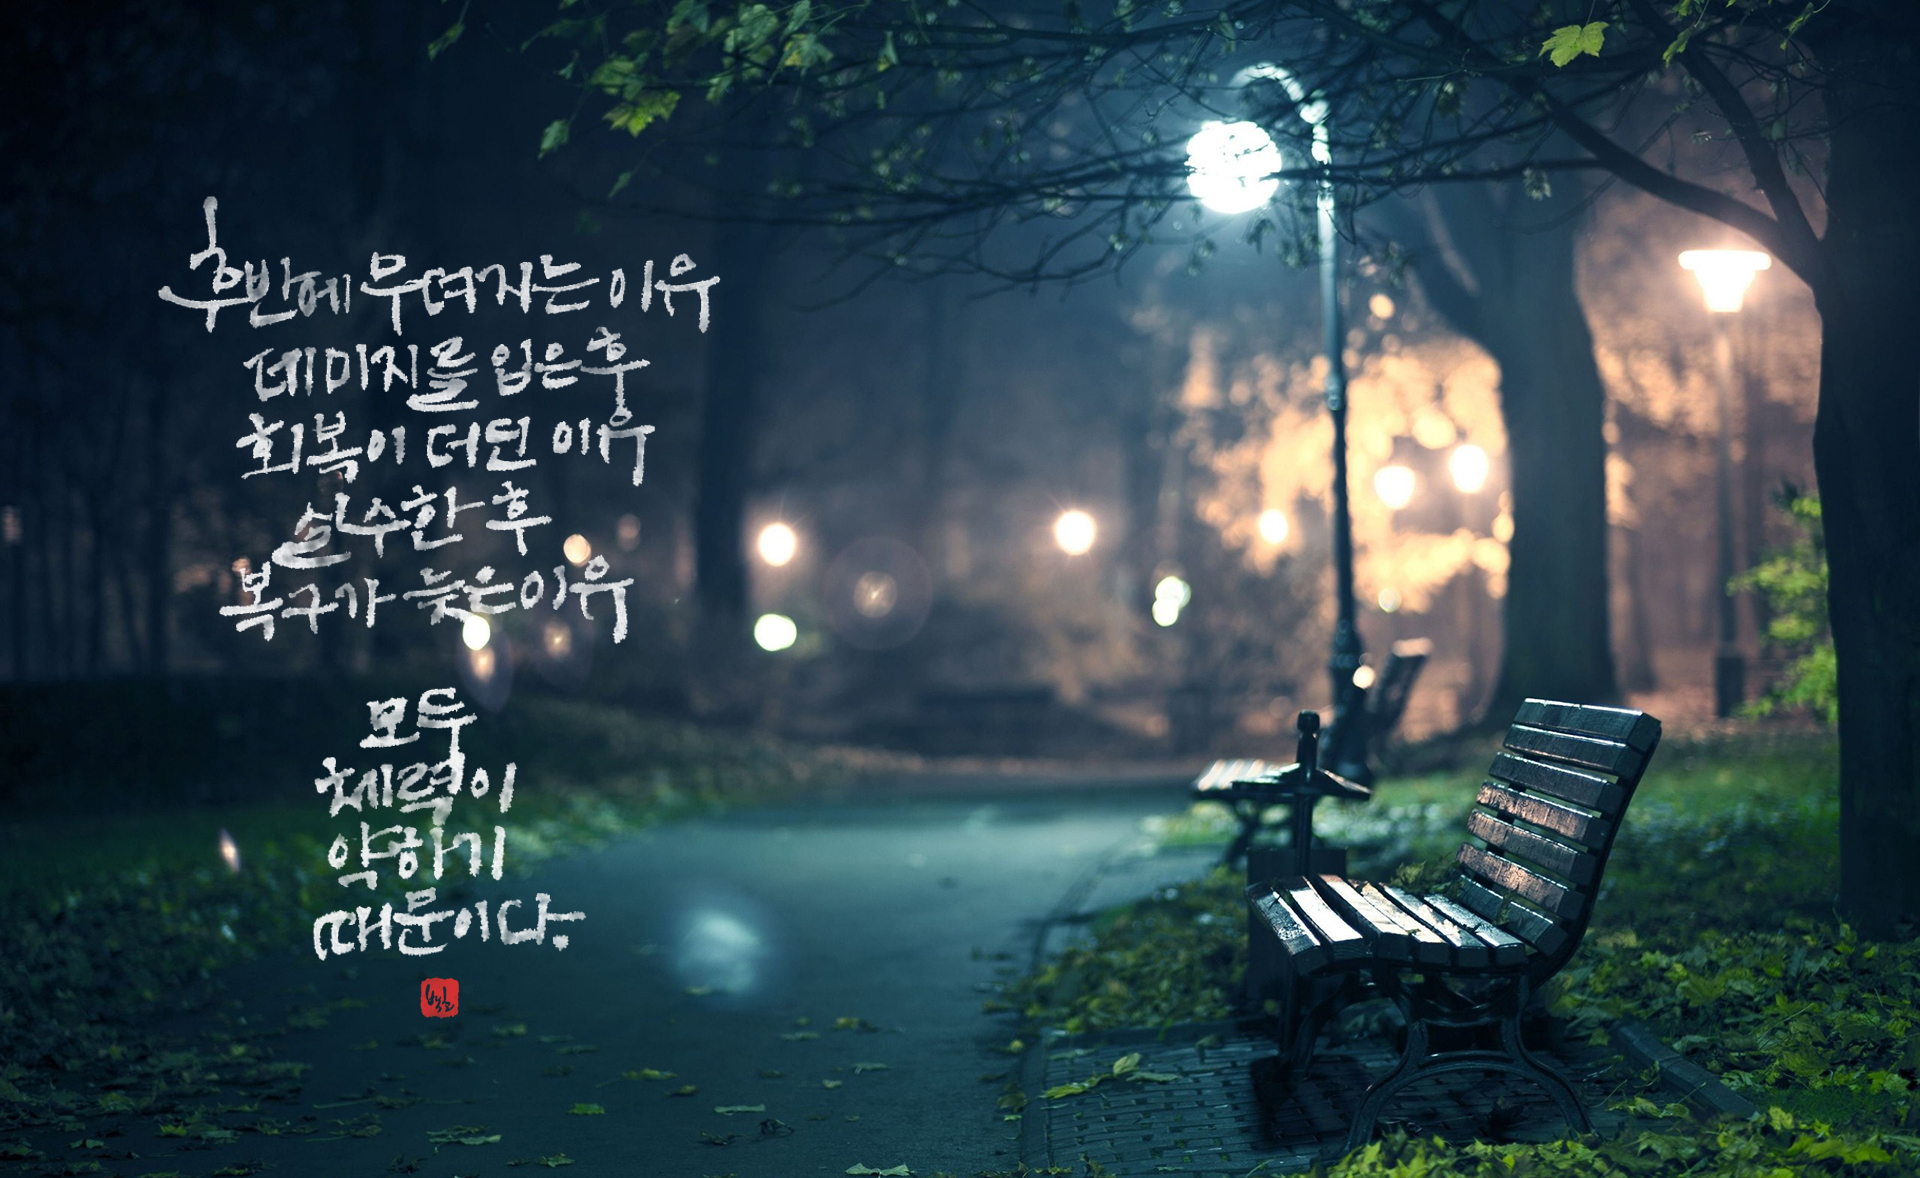 후반에 무너지는 이유
데미지를 입은 후
회복이 더딘 이유
실수한 후
복구가 늦은 이유
모두
체력이
약하기
때문이다.